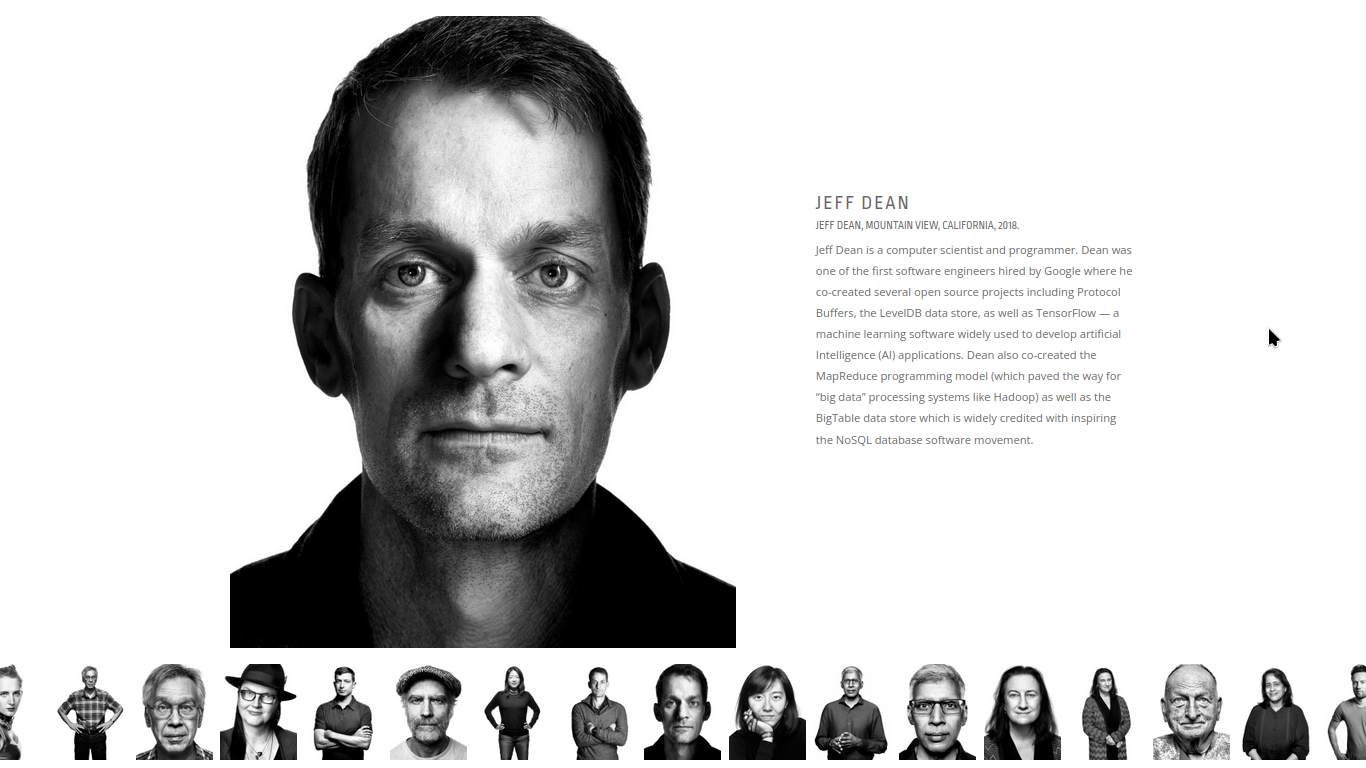 JEFF DEAN
JEFF DEAN, MOUNTAIN VIEW, CALIFORNIA, 2018.
Jeff Dean is a computer scientist and programmer. Dean was
one of the first software engineers hired by Google where he
co-created several open source projects including Protocol
Buffers, the LevelDB data store, as well as TensorFlow — a
machine learning software widely used to develop artificial
Intelligence (AI) applications. Dean also co-created the
MapReduce programming model (which paved the way for
“big data” processing systems like Hadoop) as well as the
BigTable data store which is widely credited with inspiring
the NoSQL database software movement.